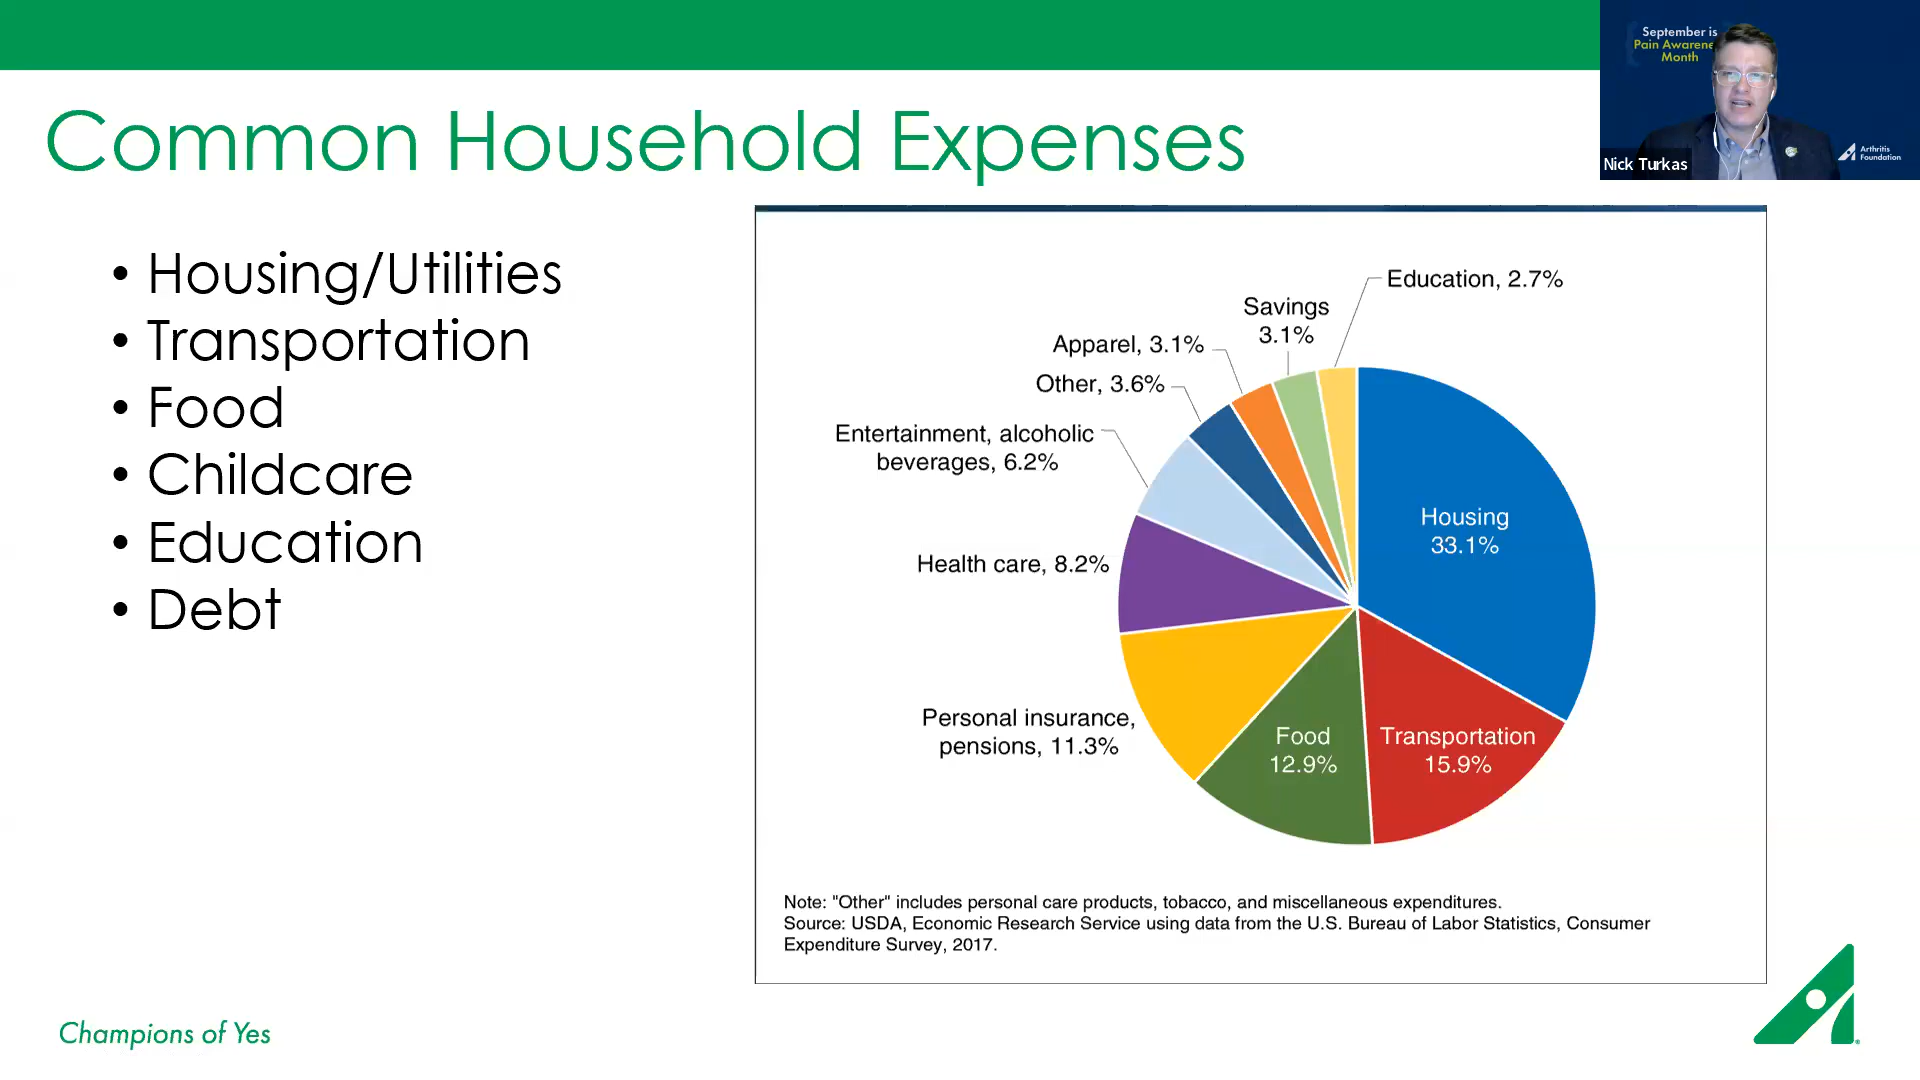 September is
Pain Awarene
Month
Arthritis
Foundation
Nick Turkas
Common Household Expenses
• Housing/Utilities
• Transportation
• Food
• Childcare
• Education
• Debt
Education, 2.7%
Savings
3.1%
Apparel, 3.1%
Other, 3.6%
Entertainment, alcoholic
beverages, 6.2%
Health care, 8.2%
Personal insurance,
pensions, 11.3%
Food
12.9%
Transportation
15.9%
Housing
33.1%
Note: "Other" includes personal care products, tobacco, and miscellaneous expenditures.
Source: USDA, Economic Research Service using data from the U.S. Bureau of Labor Statistics, Consumer
Expenditure Survey, 2017.
Champions of Yes